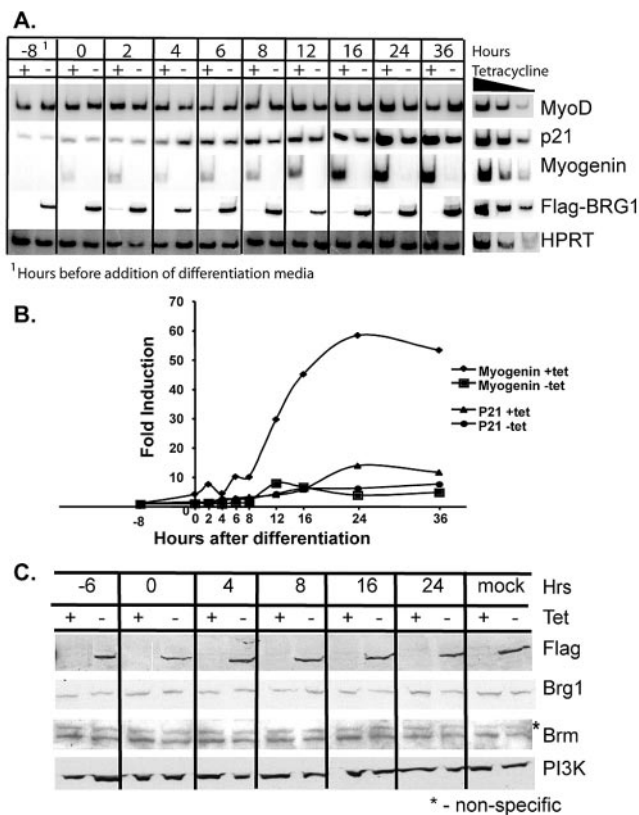 A.
-8 1 0 2 4 6 8 12 16 24 36 Hours
+ - + - + - + - + - + - + - + - + - + - Tetracycline
MyoD
p21
Myogenin
Flag-BRG1
HPRT
1Hours before addition of differentiation media
B.
70
60
50
40
30
20
10
Fold Induction
Myogenin +tet
Myogenin -tet
P21 +tet
P21 -tet
-8 0 2 4 6 8 12 16 24 36
Hours after differentiation
C.
-6 0 4 8 16 24 mock Hrs
+ - + - + - + - + - + - + - Tet
Flag
Brg1
* Brm
PI3K
* - non-specific